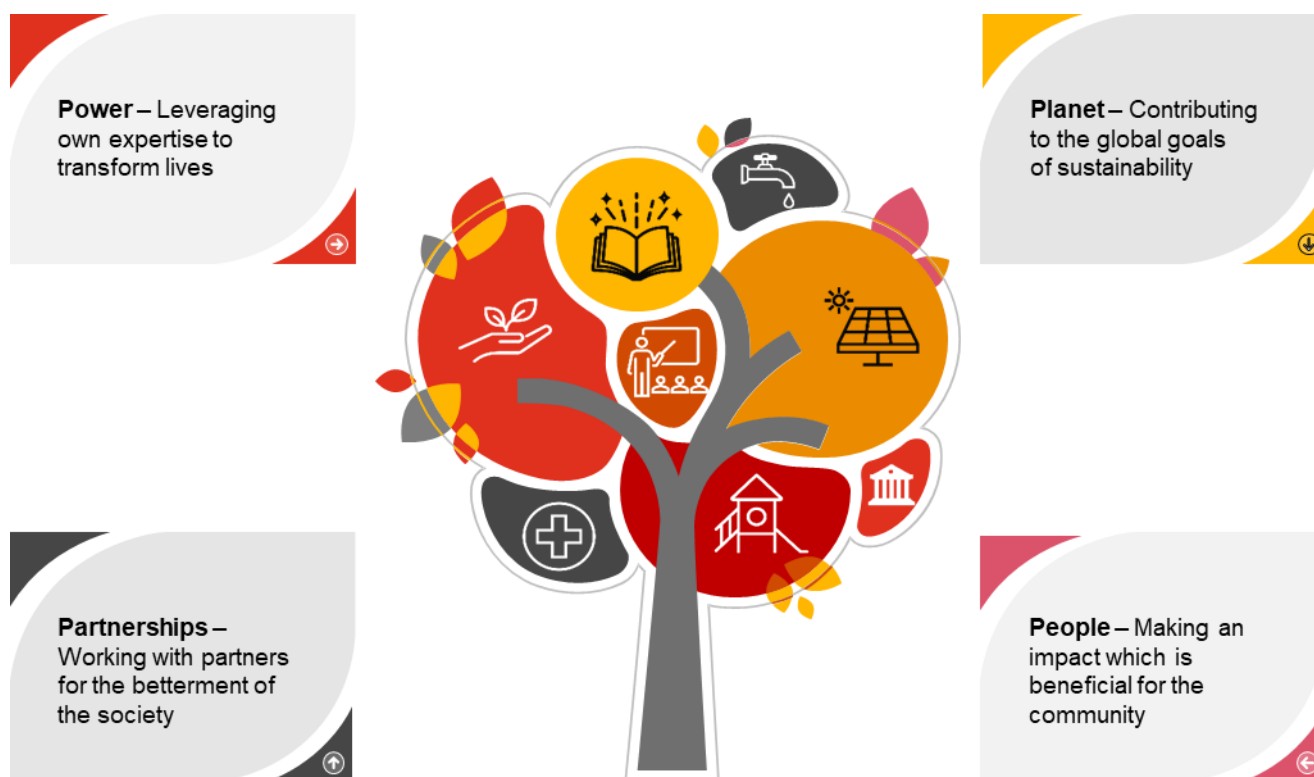 Power – Leveraging
own expertise to
transform lives
Planet – Contributing
to the global goals
of sustainability
Partnerships –
Working with partners
for the betterment of
the society
People – Making an
impact which is
beneficial for the
community